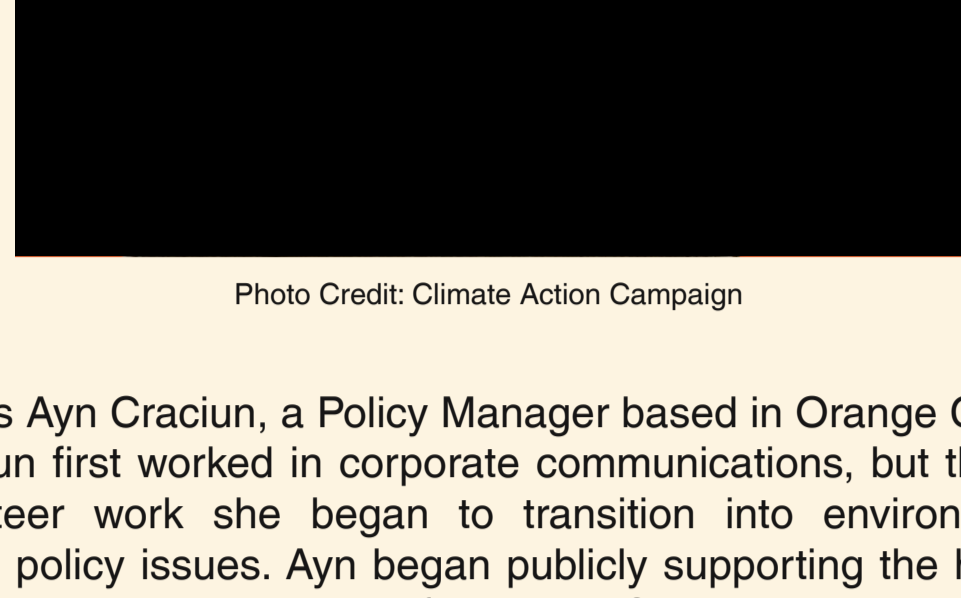 Photo Credit: Climate Action Campaign
s Ayn Craciun, a Policy Manager based in Orange
un first worked in corporate communications, but
teer work she began to transition into environ
policy issues. Ayn began publicly supporting the